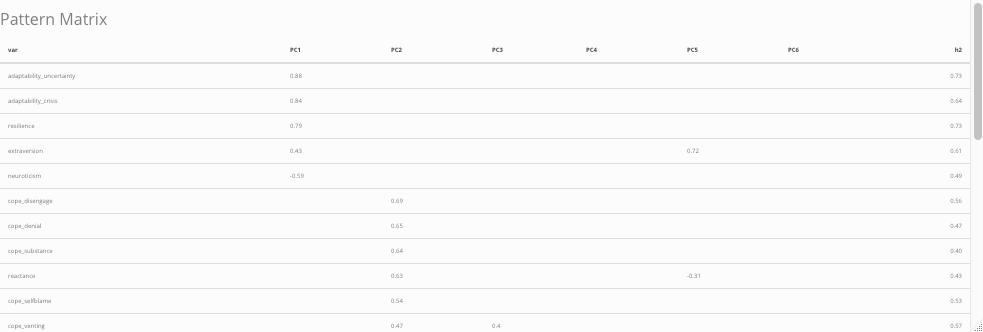 Pattern Matrix
var PC1 PC2 PC3 PC4 PC5 PC6 h2
adaptability_uncertainty 0.88 0.73
adaptability_crisis 0.84 0.64
resilience 0.79 0.73
extraversion 0.43 0.72 0.61
neuroticism -0.59 0.49
cope_disengage 0.69 0.56
cope_denial 0.65 0.47
cope_substance 0.64 0.40
reactance 0.63 -0.31 0.43
cope_selfblame 0.54 0.53
cope_venting 0.47 0.4 0.57